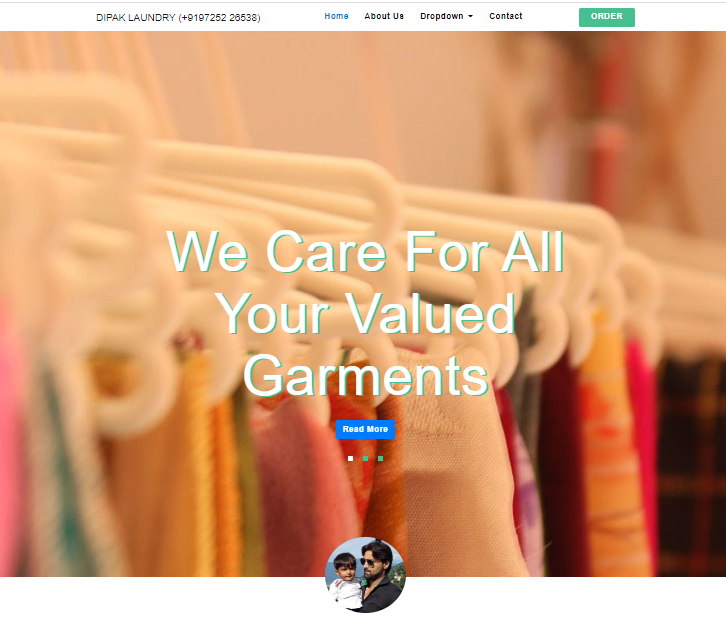 DIPAK LAUNDRY (+9197252 26538)
Home
About Us
Dropdown
Contact
ORDER
We Care For All
Your Valued
Garments
Read More